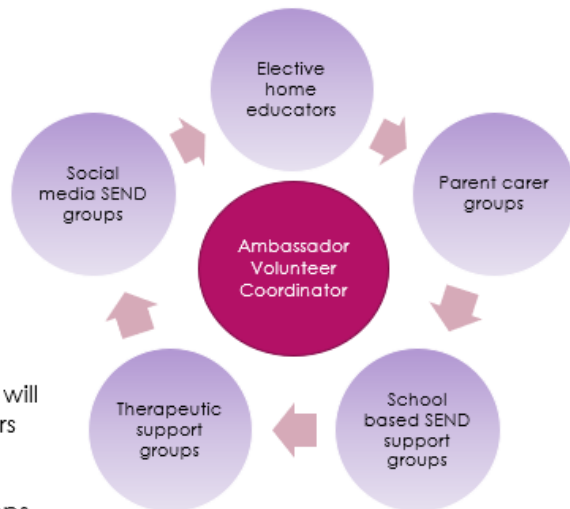 Elective
home
educators
Parent carer
groups
School
based SEND
support
groups
Therapeutic
support
groups
Social
media SEND
groups
Ambassador
Volunteer
Coordinator
will